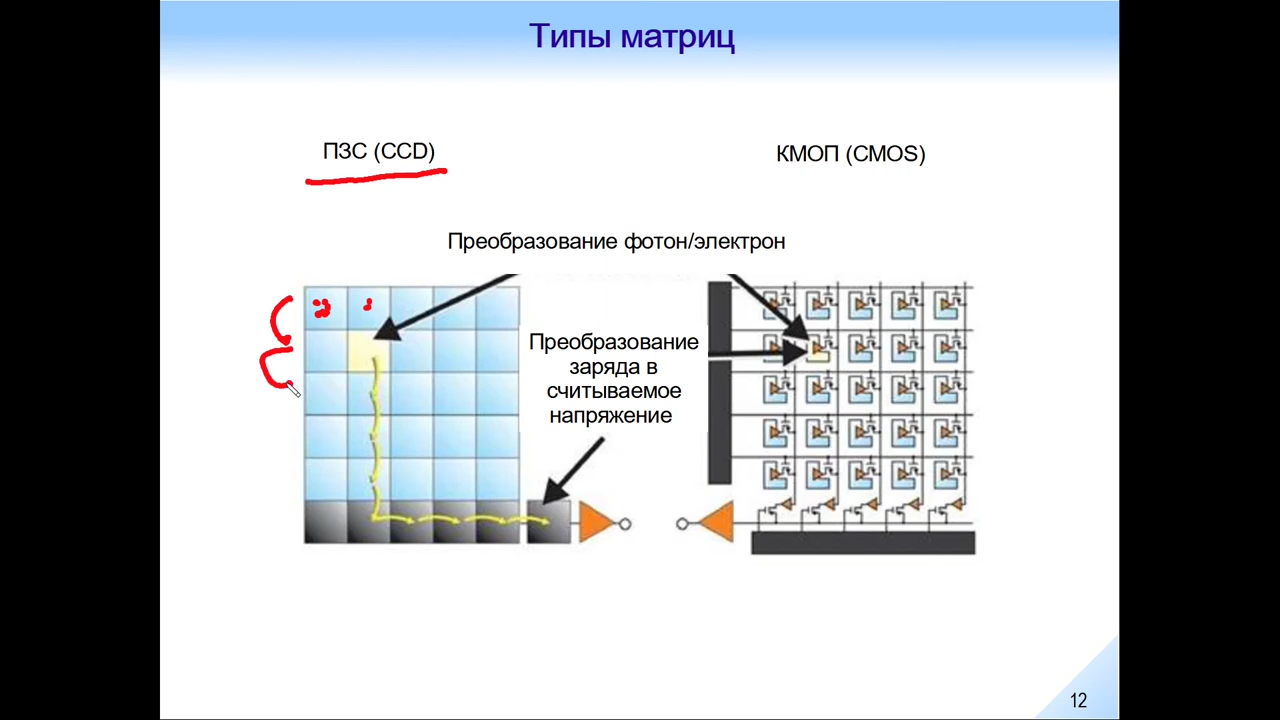 Типы матриц
ПЗС (CCD)
КМОП (CMOS)
Преобразование фотон/электрон
Преобразование
заряда в
считываемое
напряжение
12